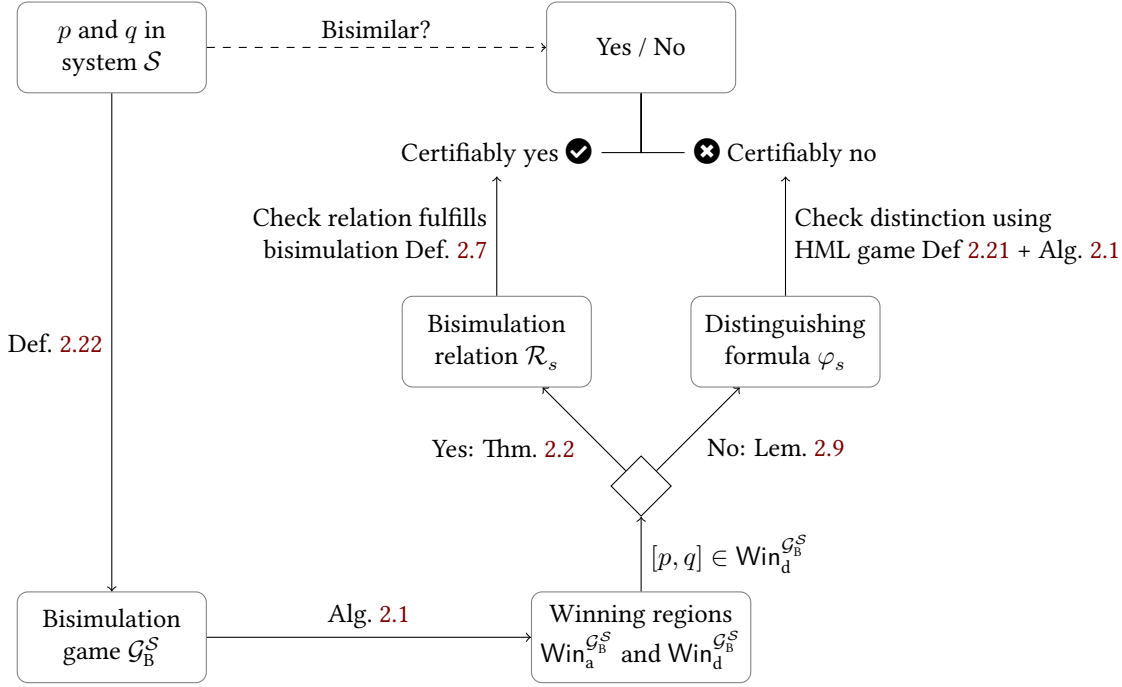 p and q in
system 𝒮
Bisimilar?
Yes / No
Certifiably yes
Certifiably no
Check relation fulfills
bisimulation Def. 2.7
Check distinction using
HML game Def 2.21 + Alg. 2.1
Def. 2.22
Bisimulation
relation ℛ_s
Distinguishing
formula φ_s
Yes: Thm. 2.2
No: Lem. 2.9
[p, q] ∈ Win_d^{𝒢_B^𝒮}
Bisimulation
game 𝒢_B^𝒮
Alg. 2.1
Winning regions
Win_a^{𝒢_B^𝒮} and Win_d^{𝒢_B^𝒮}